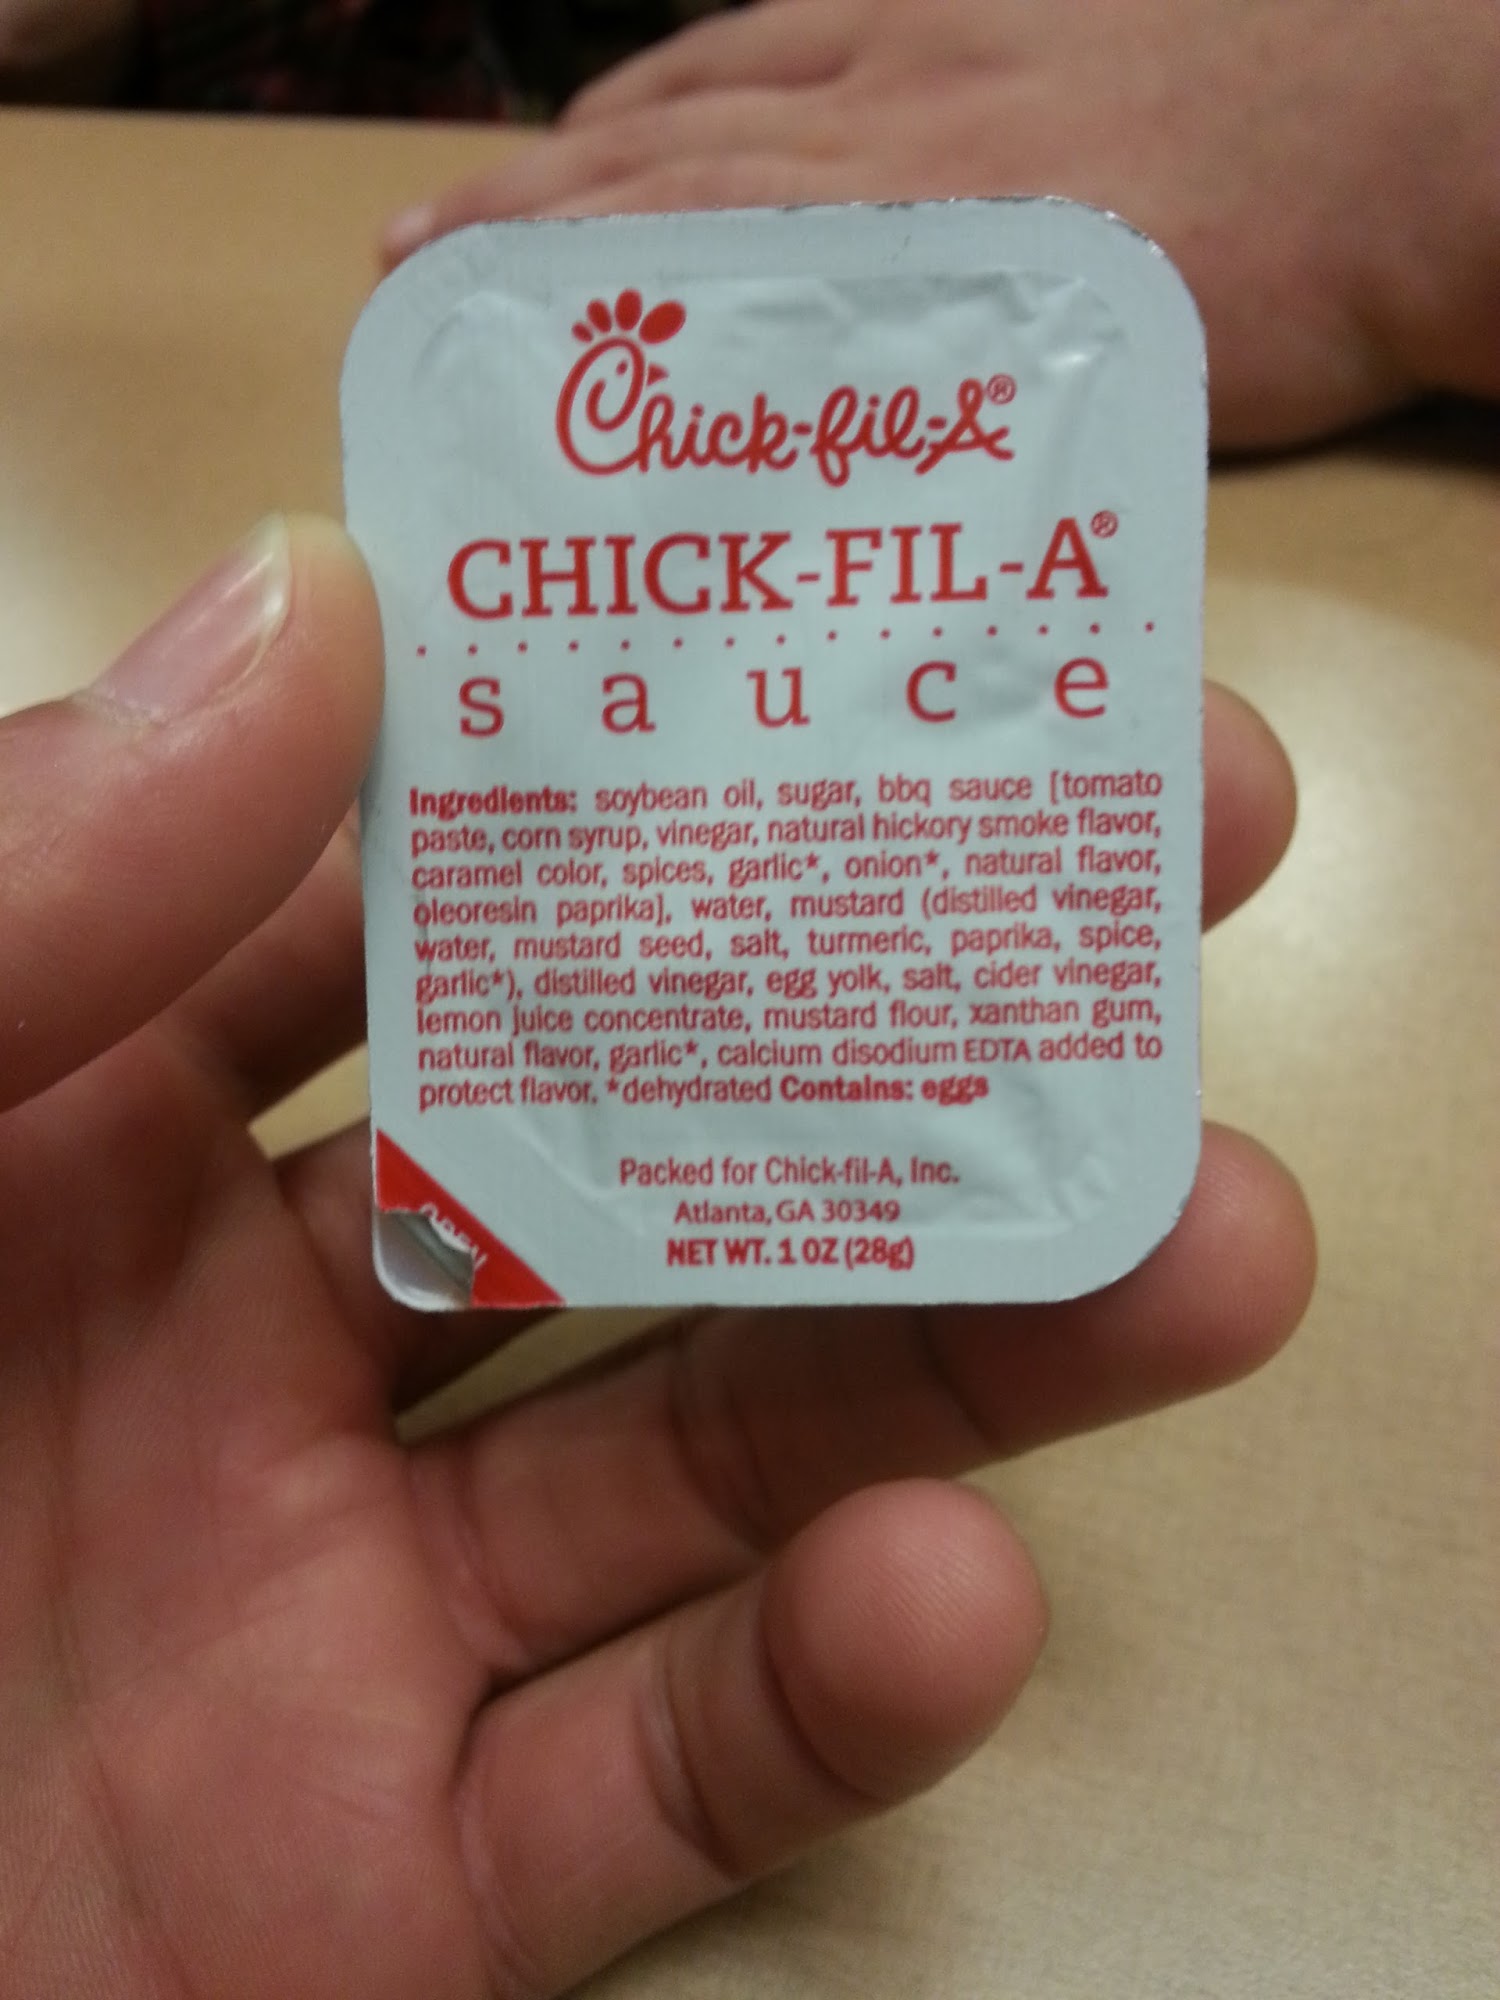 Chick-fil-A®
CHICK-FIL-A®
sauce
Ingredients: soybean oil, sugar, bbq sauce [tomato
paste, corn syrup, vinegar, natural hickory smoke flavor,
caramel color, spices, garlic*, onion*, natural flavor,
oleoresin paprika], water, mustard (distilled vinegar,
water, mustard seed, salt, turmeric, paprika, spice,
garlic*), distilled vinegar, egg yolk, salt, cider vinegar,
lemon juice concentrate, mustard flour, xanthan gum,
natural flavor, garlic*, calcium disodium EDTA added to
protect flavor. *dehydrated Contains: eggs
Packed for Chick-fil-A, Inc.
Atlanta, GA 30349
NET WT. 1 OZ (28g)
OPEN